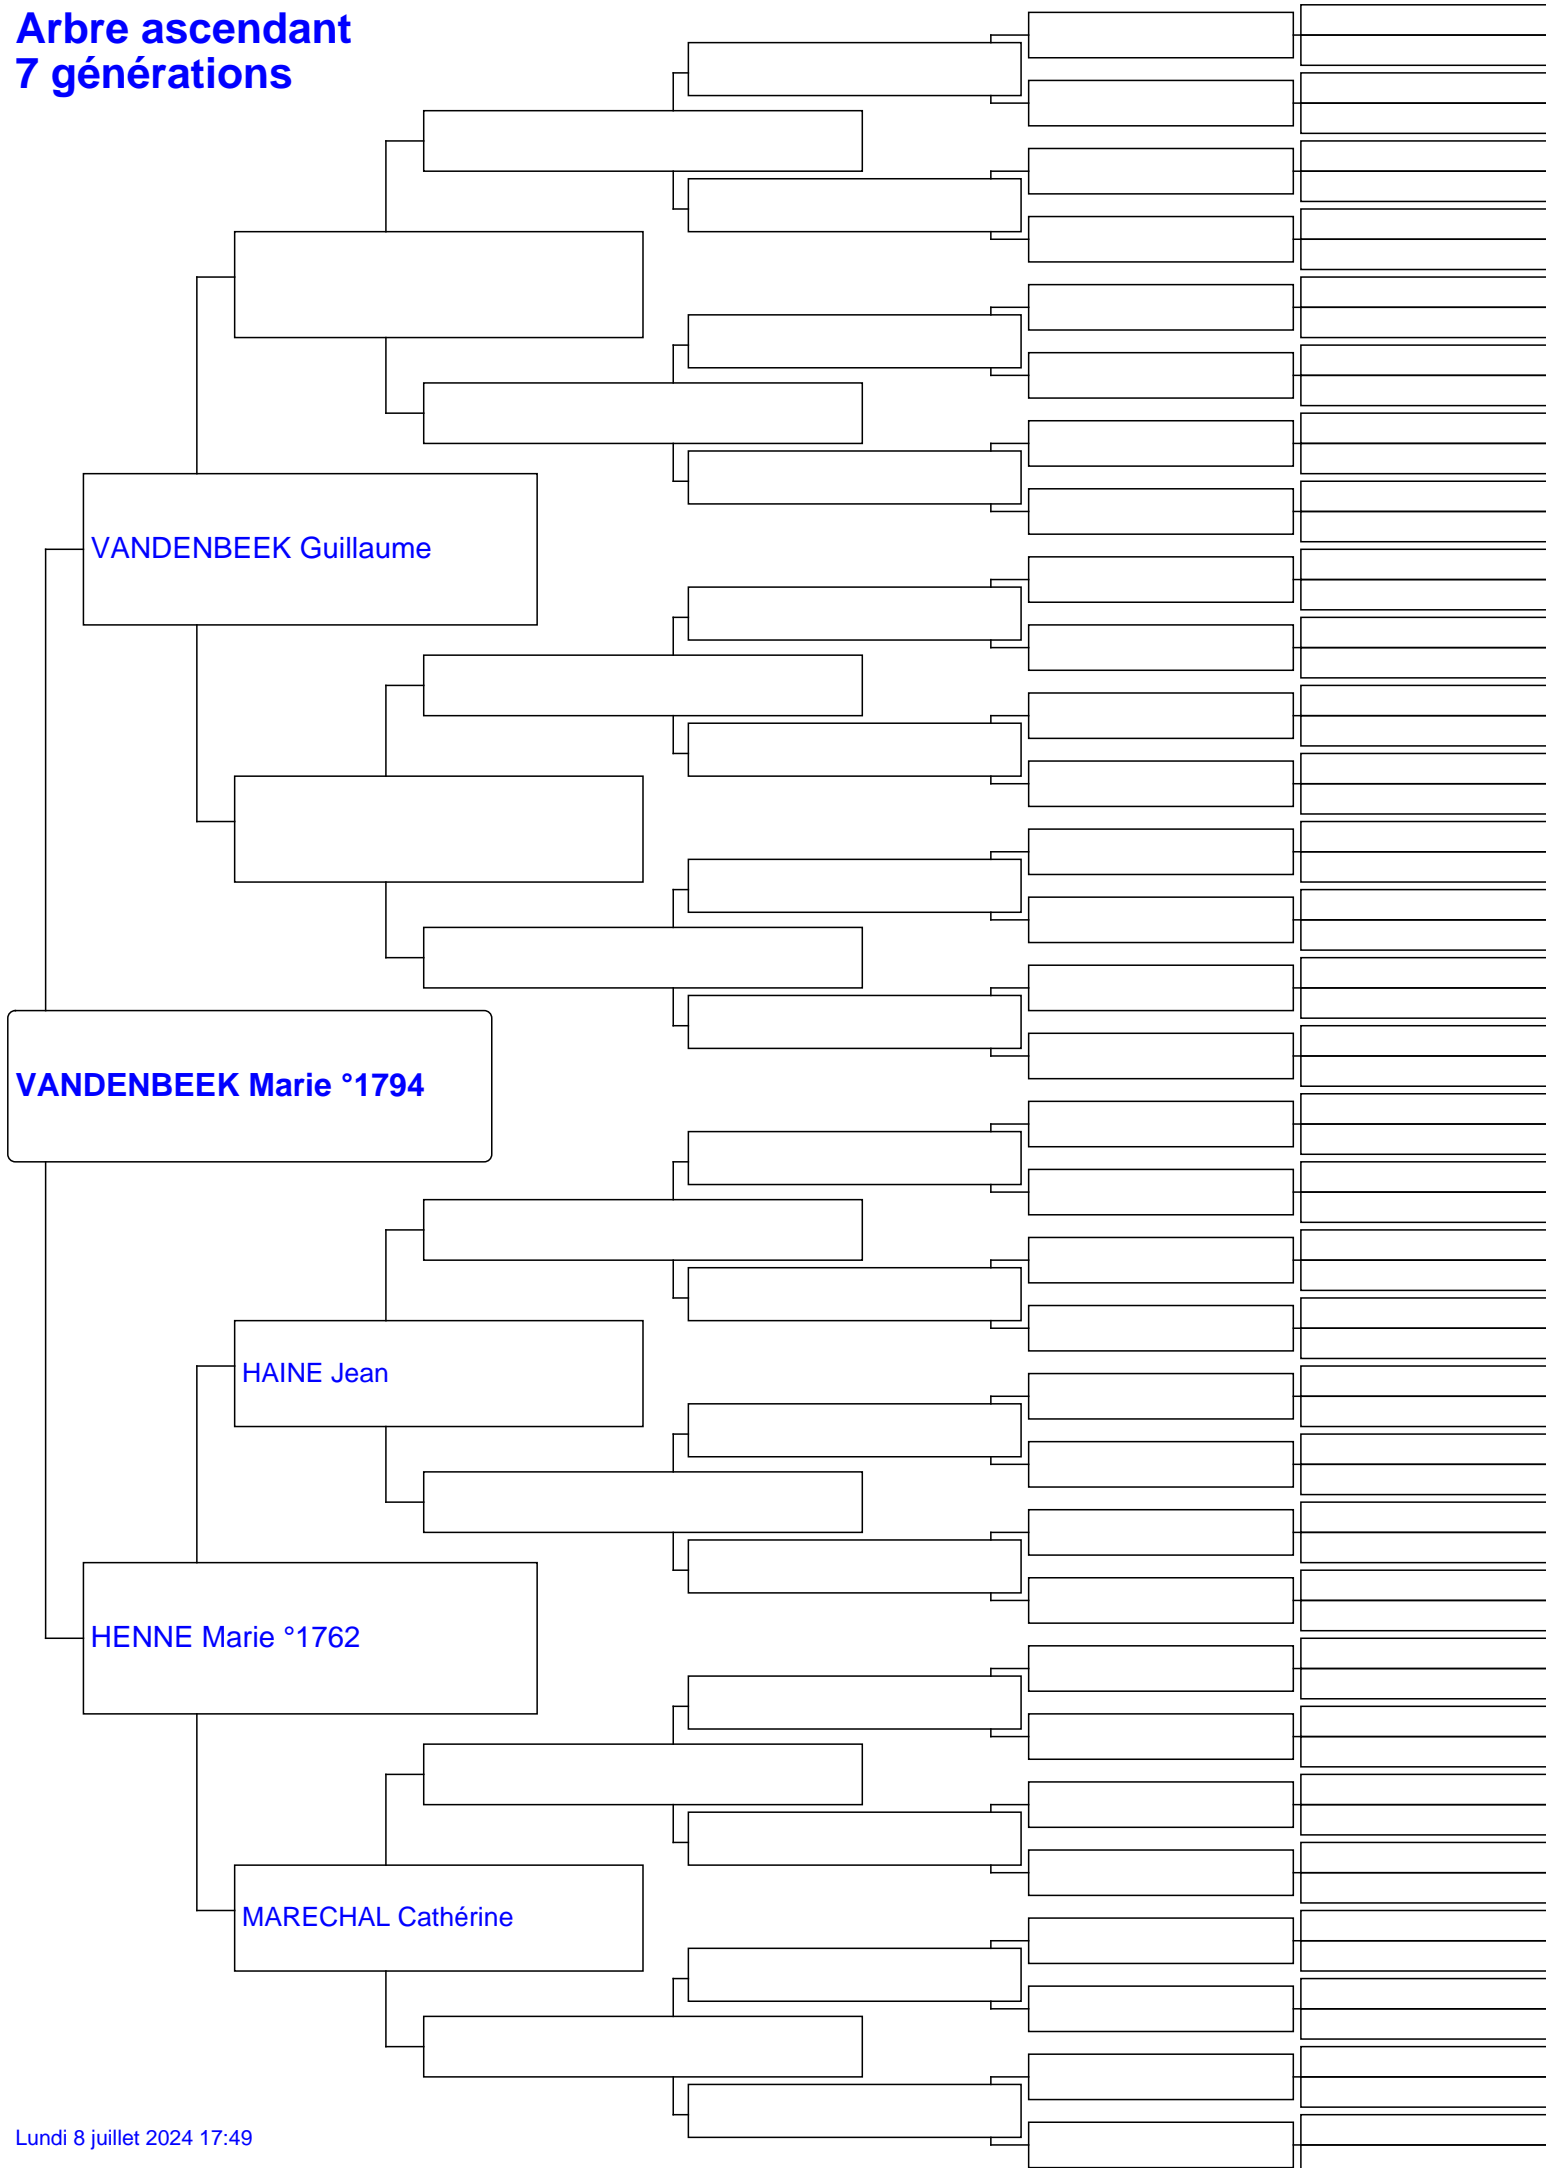 Arbre ascendant
7 générations
VANDENBEEK Guillaume
VANDENBEEK Marie °1794
HAINE Jean
HENNE Marie °1762
MARECHAL Cathérine
Lundi 8 juillet 2024 17:49